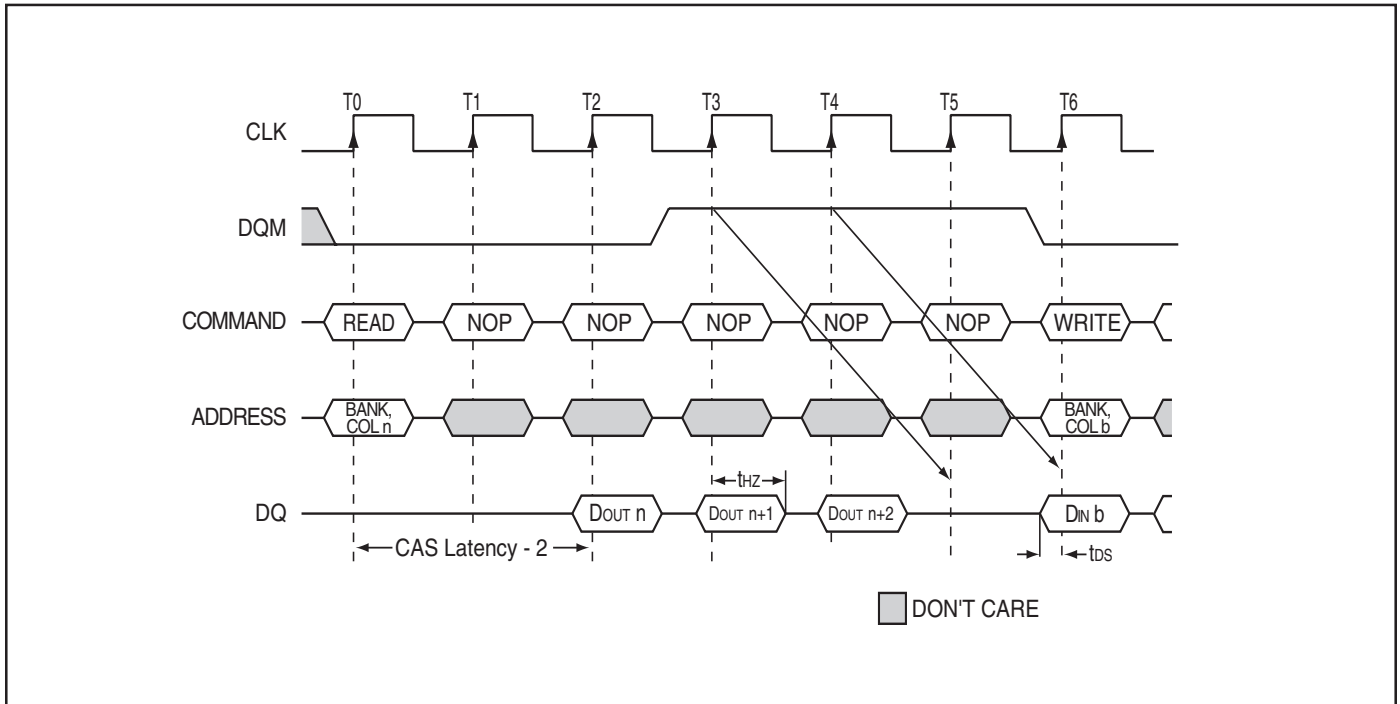 T0 T1 T2 T3 T4 T5 T6
CLK
DQM
COMMAND READ NOP NOP NOP NOP NOP WRITE
ADDRESS BANK, COL n BANK, COL b
tHZ
DQ DOUT n DOUT n+1 DOUT n+2 DIN b
CAS Latency - 2 tDS
DON'T CARE